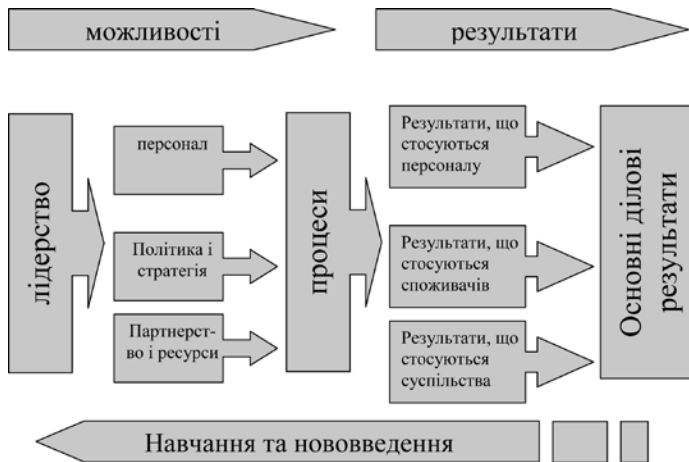 можливості
результати
лідерство
персонал
Політика і
стратегія
Партнерст-
во і ресурси
процеси
Результати, що
стосуються
персоналу
Результати, що
стосуються
споживачів
Результати, що
стосуються
суспільства
Основні ділові
результати
Навчання та нововведення